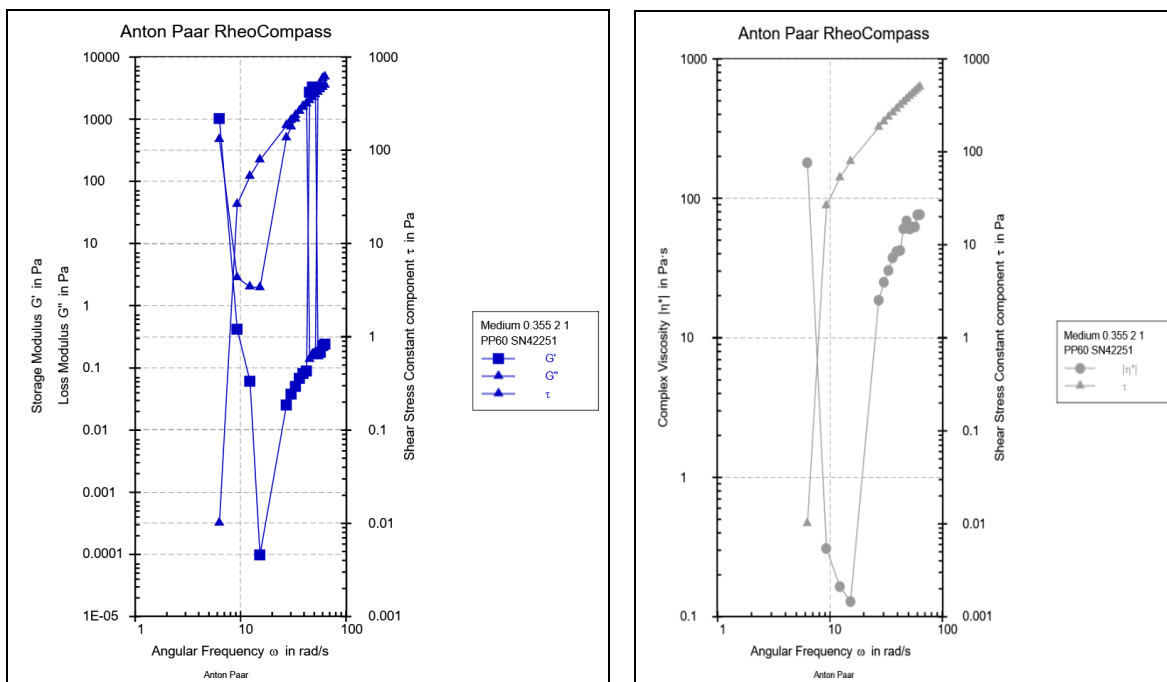 Anton Paar RheoCompass
10000
1000
100
10
1
0.1
0.01
0.001
0.0001
1E-05
Storage Modulus G' in Pa
Loss Modulus G'' in Pa
1000
100
10
1
0.1
0.01
0.001
Shear Stress Constant component τ in Pa
1 10 100
Angular Frequency ω in rad/s
Anton Paar
Medium 0.355 2 1
PP60 SN42251
G'
G''
τ
Anton Paar RheoCompass
1000
100
10
1
0.1
Complex Viscosity |η*| in Pa·s
1000
100
10
1
0.1
0.01
0.001
Shear Stress Constant component τ in Pa
1 10 100
Angular Frequency ω in rad/s
Anton Paar
Medium 0.355 2 1
PP60 SN42251
|η*|
τ